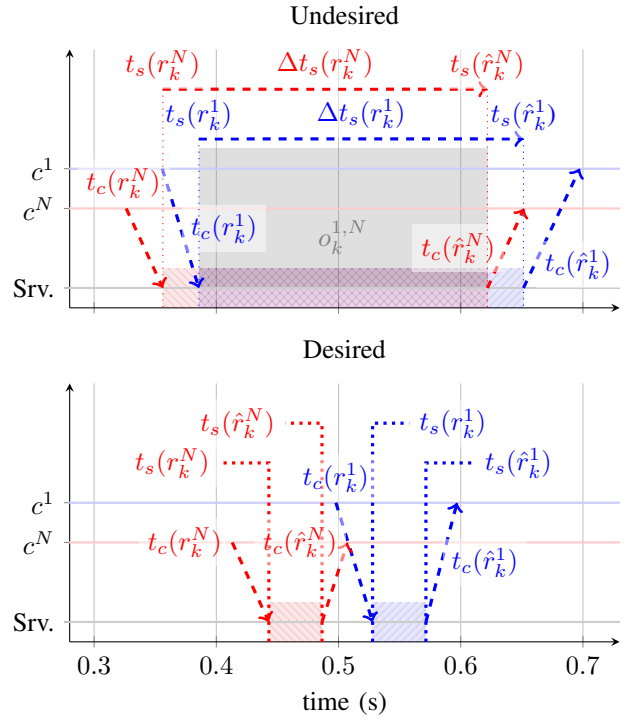 Undesired
t_s(r_k^N) Δt_s(r_k^N) t_s(r̂_k^N)
t_s(r_k^1) Δt_s(r_k^1) t_s(r̂_k^1)
c^1
t_c(r_k^N)
c^N
t_c(r_k^1) o_k^{1,N} t_c(r̂_k^N)
t_c(r̂_k^1)
Srv.
Desired
t_s(r̂_k^N) t_s(r_k^1)
t_s(r_k^N) t_c(r_k^1) t_s(r̂_k^1)
c^1
c^N t_c(r_k^N) t_c(r̂_k^N)
t_c(r̂_k^1)
Srv.
0.3 0.4 0.5 0.6 0.7
time (s)